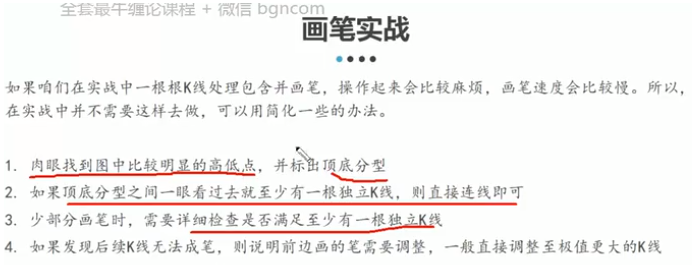 全套最牛缠论课程 + 微信 bgncom
画笔实战
如果咱们在实战中一根根K线处理包含并画笔，操作起来会比较麻烦，画笔速度会比较慢。所以，
在实战中并不需要这样去做，可以用简化一些的办法。
1. 肉眼找到图中比较明显的高低点，并标出顶底分型
2. 如果顶底分型之间一眼看过去就至少有一根独立K线，则直接连线即可
3. 少部分画笔时，需要详细检查是否满足至少有一根独立K线
4. 如果发现后续K线无法成笔，则说明前边画的笔需要调整，一般直接调整至极值更大的K线